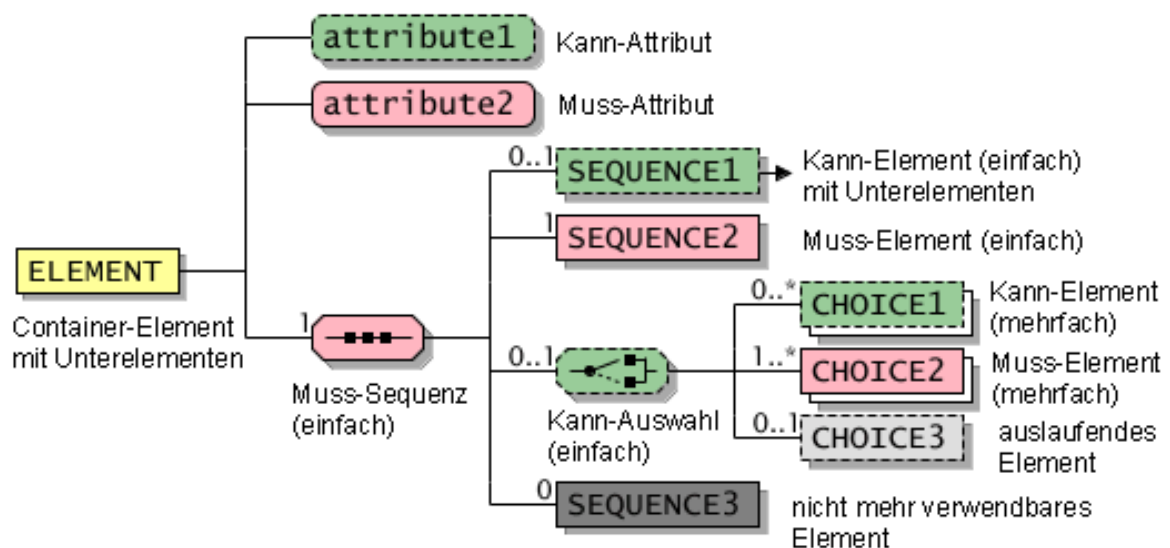 attribute1
Kann-Attribut
attribute2
Muss-Attribut
0..1
SEQUENCE1
Kann-Element (einfach)
mit Unterelementen
1
SEQUENCE2
Muss-Element (einfach)
ELEMENT
Container-Element
mit Unterelementen
1
Muss-Sequenz
(einfach)
0..1
Kann-Auswahl
(einfach)
0..*
CHOICE1
Kann-Element
(mehrfach)
1..*
CHOICE2
Muss-Element
(mehrfach)
0..1
CHOICE3
auslaufendes
Element
0
SEQUENCE3
nicht mehr verwendbares
Element